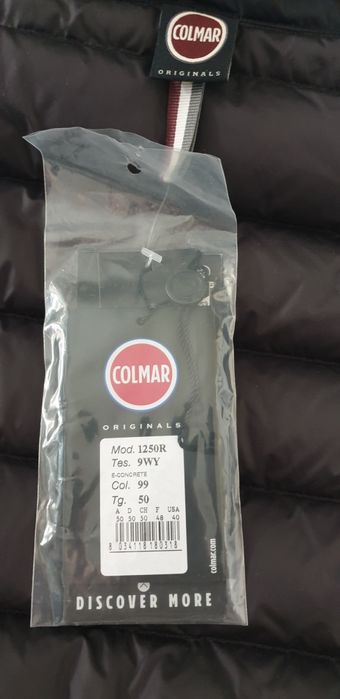 COLMAR
ORIGINALS
COLMAR
ORIGINALS
Mod. 1250R
Tes. 9WY
E-CONCRETE
Col. 99
Tg. 50
A D CH F USA
50 50 50 48 40
8 034118 180318
colmar.com
DISCOVER MORE